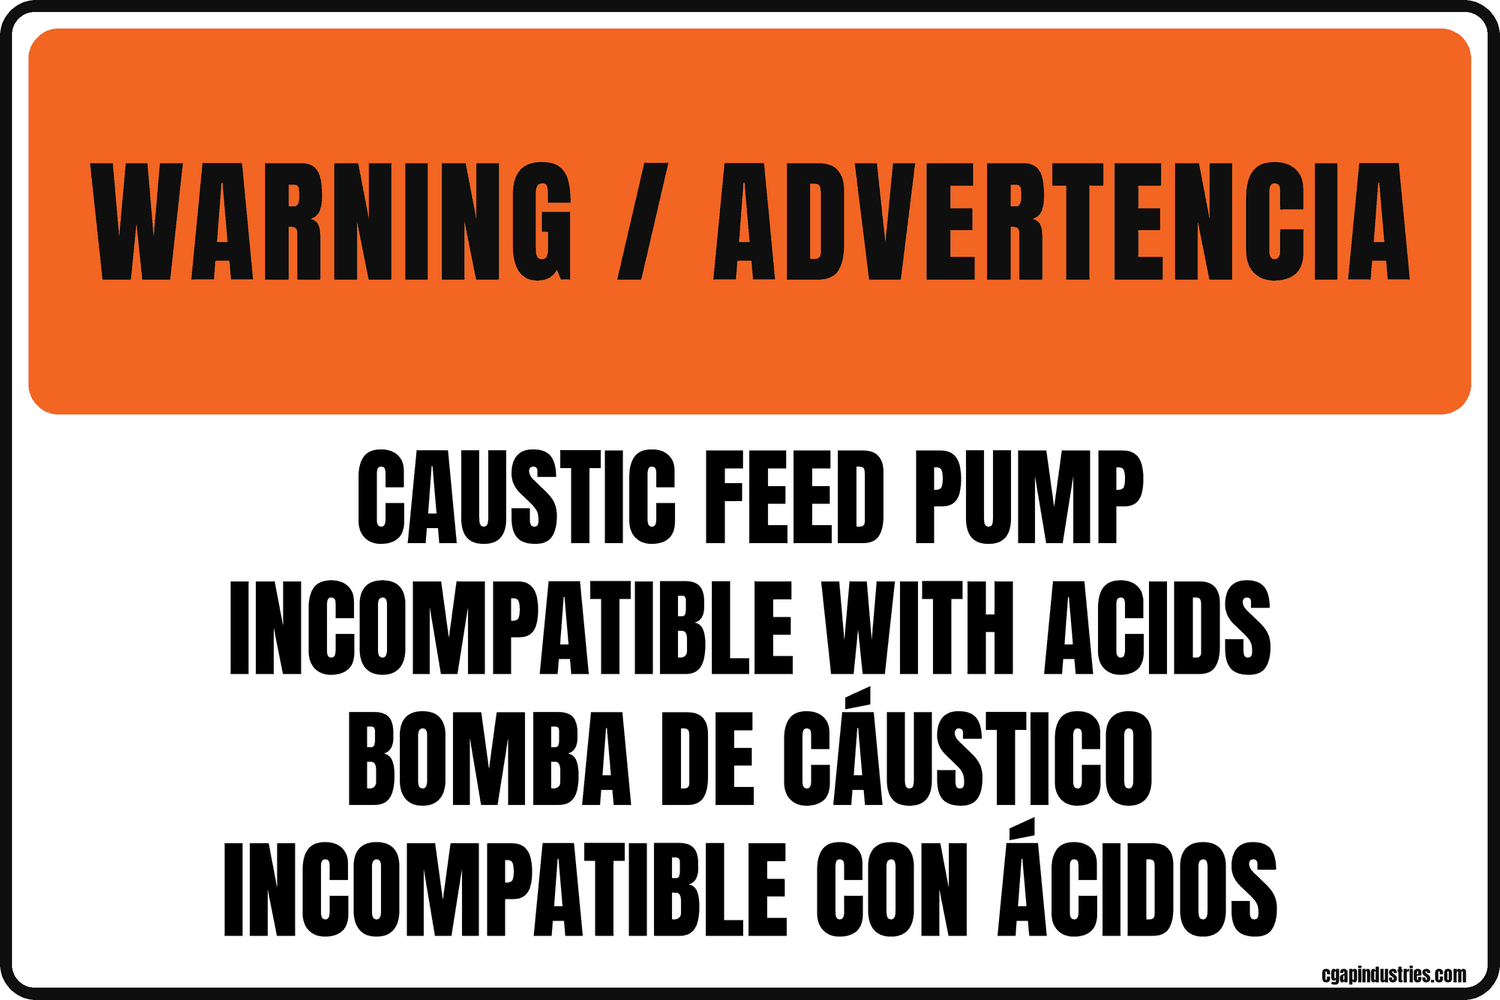 WARNING / ADVERTENCIA
CAUSTIC FEED PUMP
INCOMPATIBLE WITH ACIDS
BOMBA DE CÁUSTICO
INCOMPATIBLE CON ÁCIDOS
cgapindustries.com